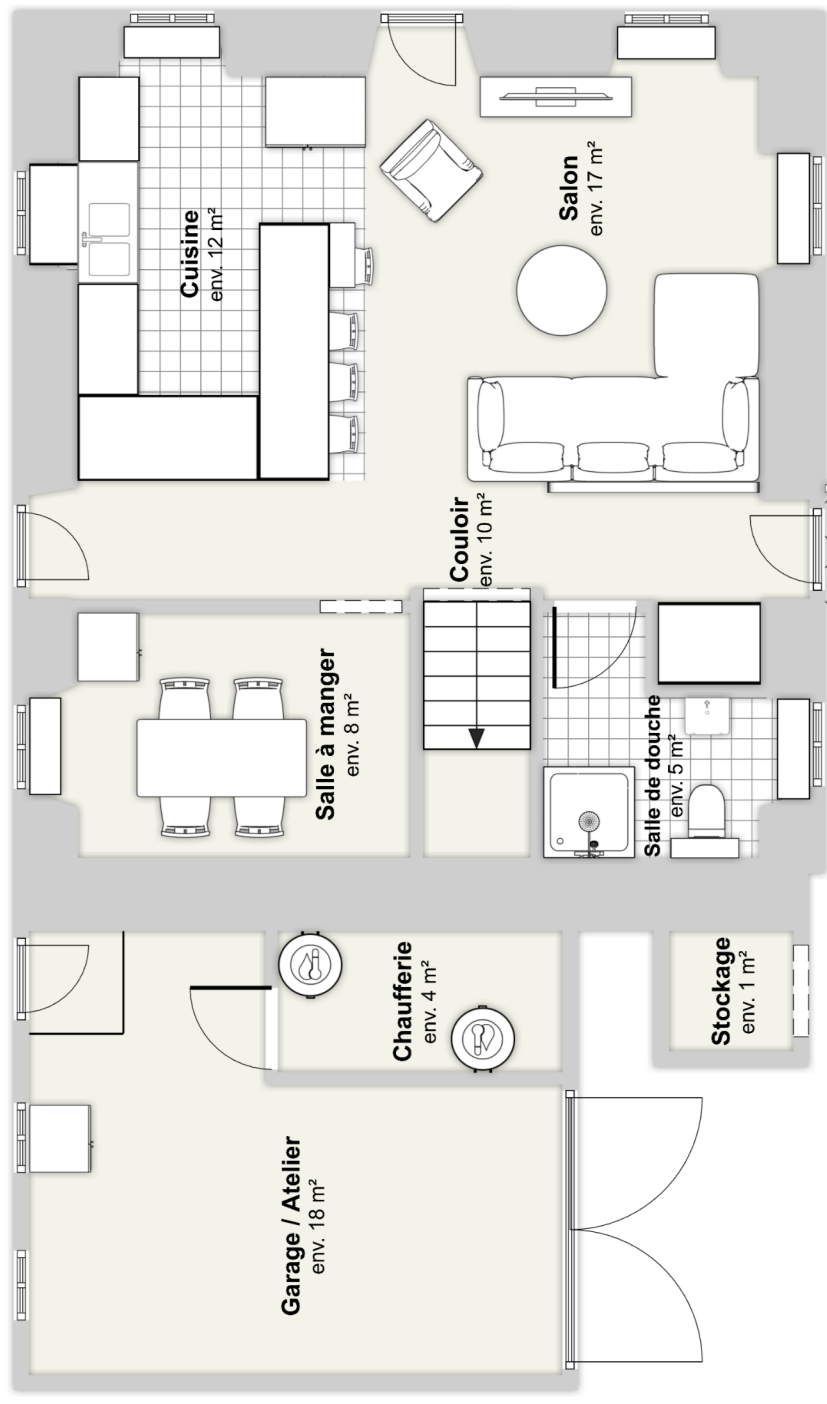 Cuisine
env. 12 m²
Salon
env. 17 m²
Couloir
env. 10 m²
Salle à manger
env. 8 m²
Salle de douche
env. 5 m²
Chaufferie
env. 4 m²
Stockage
env. 1 m²
Garage / Atelier
env. 18 m²